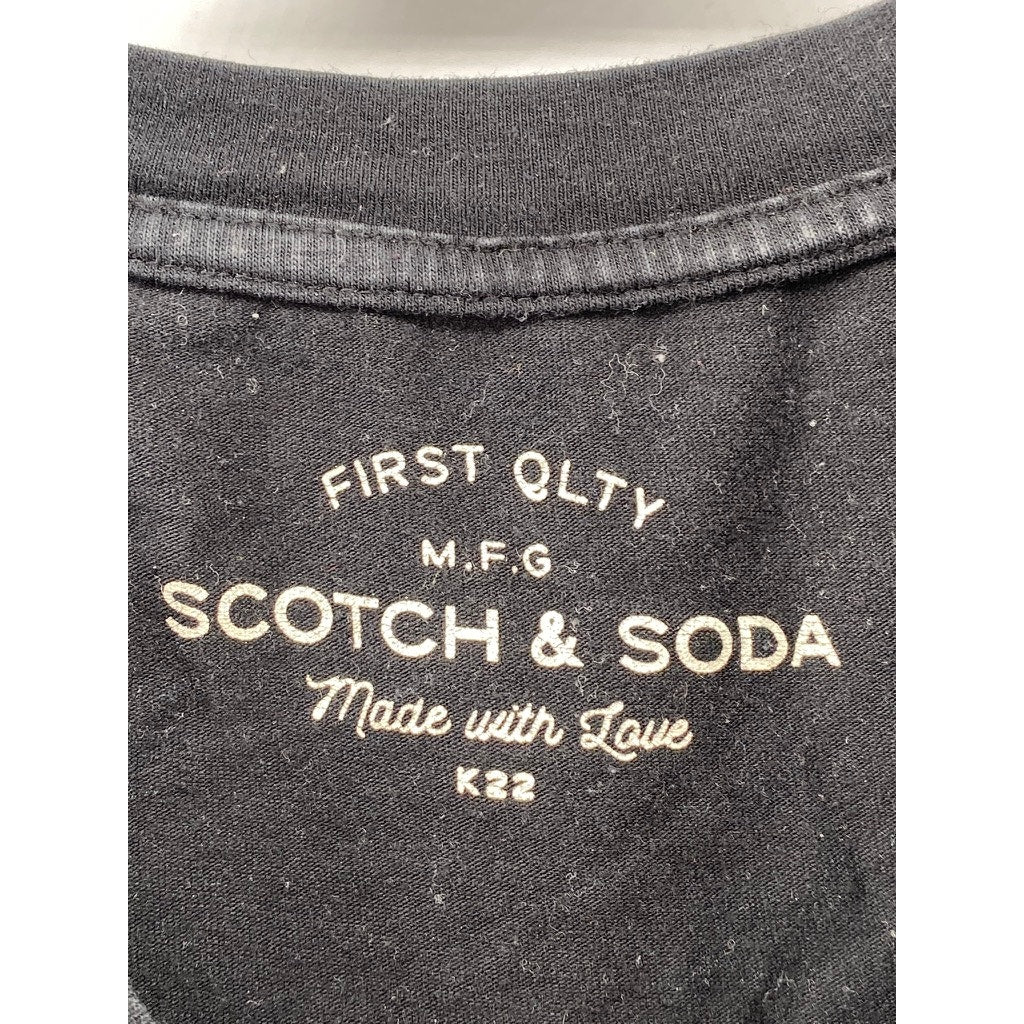 FIRST QLTY
M.F.G
SCOTCH & SODA
Made with Love
K22